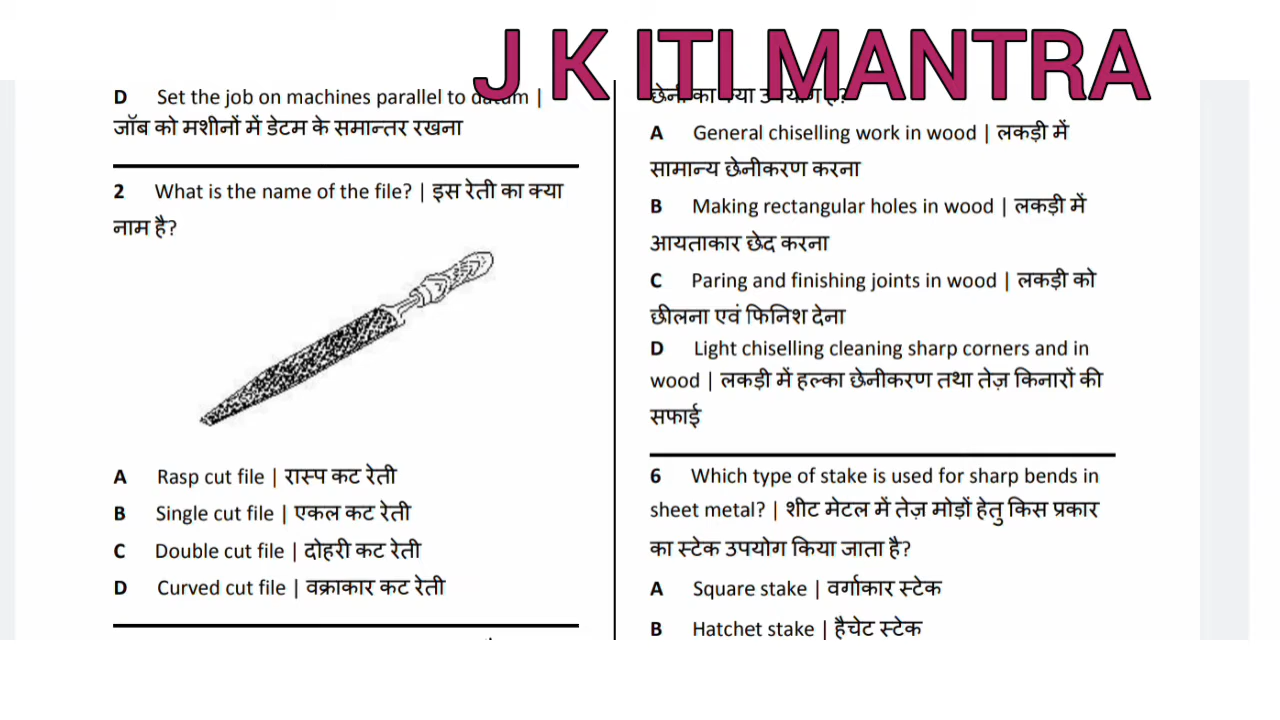 J K ITI MANTRA
D Set the job on machines parallel to datum |
जॉब को मशीनों में डेटम के समान्तर रखना
2 What is the name of the file? | इस रेती का क्या
नाम है?
A Rasp cut file | रास्प कट रेती
B Single cut file | एकल कट रेती
C Double cut file | दोहरी कट रेती
D Curved cut file | वक्राकार कट रेती
छेनी का क्या उपयोग है?
A General chiselling work in wood | लकड़ी में
सामान्य छेनीकरण करना
B Making rectangular holes in wood | लकड़ी में
आयताकार छेद करना
C Paring and finishing joints in wood | लकड़ी को
छीलना एवं फिनिश देना
D Light chiselling cleaning sharp corners and in
wood | लकड़ी में हल्का छेनीकरण तथा तेज़ किनारों की
सफाई
6 Which type of stake is used for sharp bends in
sheet metal? | शीट मेटल में तेज़ मोड़ों हेतु किस प्रकार
का स्टेक उपयोग किया जाता है?
A Square stake | वर्गाकार स्टेक
B Hatchet stake | हैचेट स्टेक